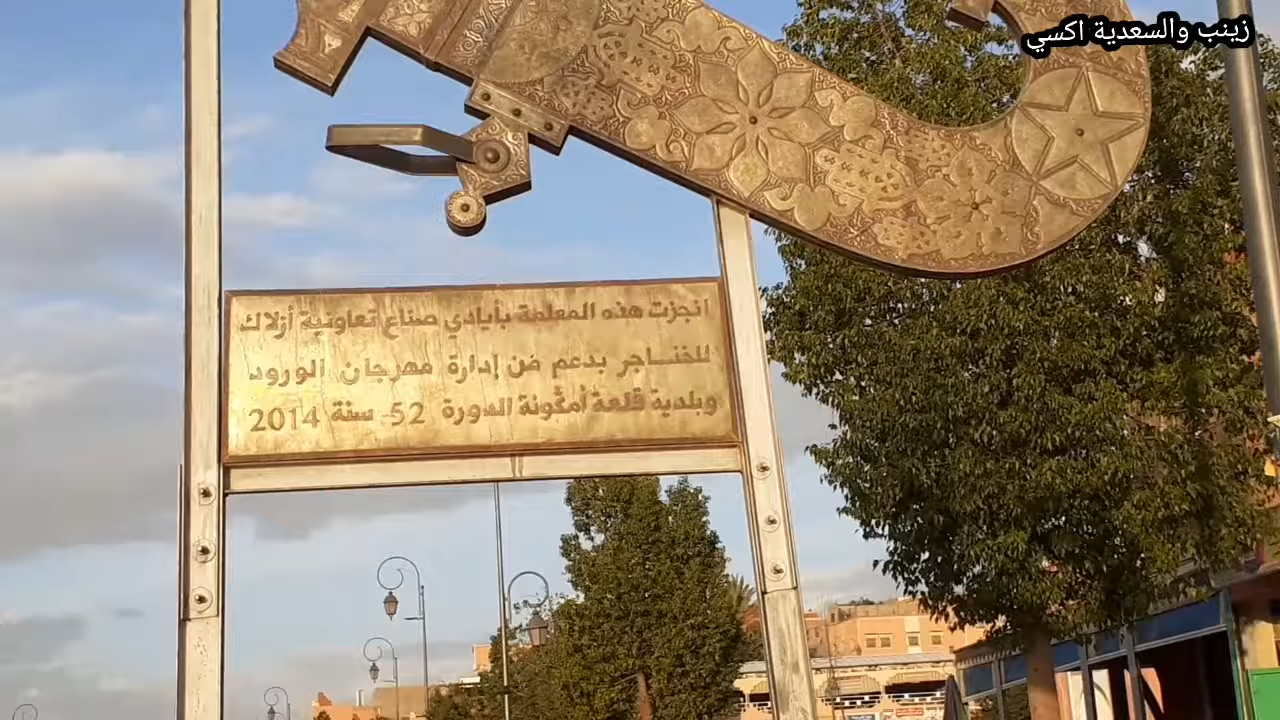 زينب والسعدية اكسي
انجزت هذه المعلمة بأيادي صناع تعاونية أزلاك
للخناجر بدعم من إدارة مهرجان الورود
وبلدية قلعة أمگونة الدورة 52 سنة 2014